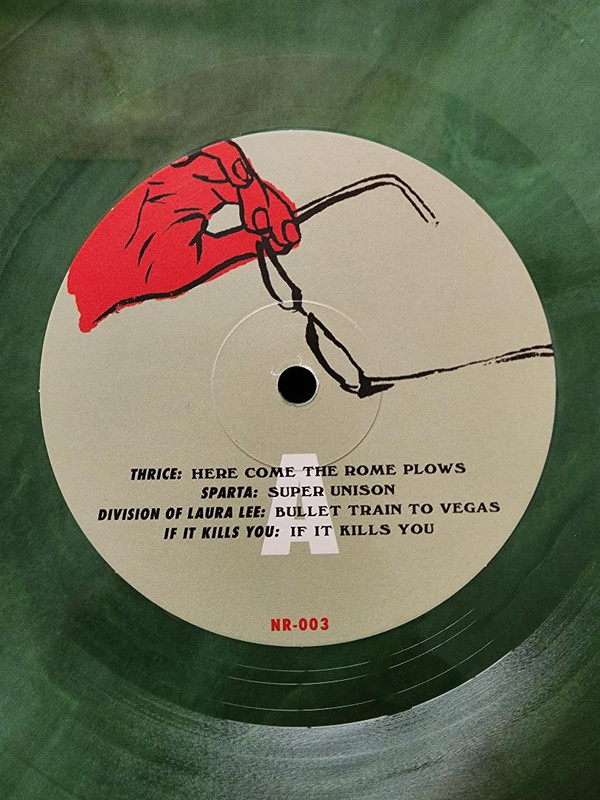 THRICE: HERE COME THE ROME PLOWS
SPARTA: SUPER UNISON
DIVISION OF LAURA LEE: BULLET TRAIN TO VEGAS
IF IT KILLS YOU: IF IT KILLS YOU
A
NR-003